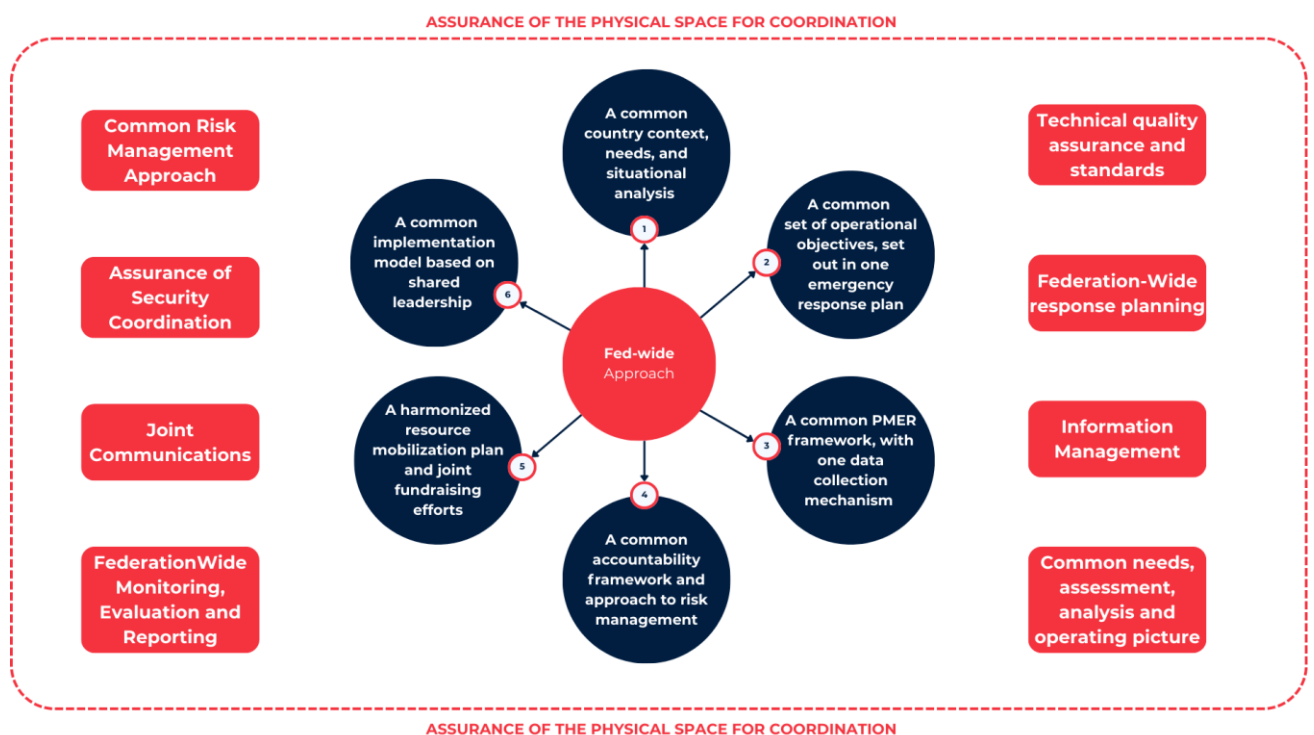 ASSURANCE OF THE PHYSICAL SPACE FOR COORDINATION
Common Risk
Management
Approach
Assurance of
Security
Coordination
Joint
Communications
FederationWide
Monitoring,
Evaluation and
Reporting
Fed-wide
Approach
1
A common
country context,
needs, and
situational
analysis
2
A common
set of operational
objectives, set
out in one
emergency
response plan
3
A common PMER
framework, with
one data
collection
mechanism
4
A common
accountability
framework and
approach to risk
management
5
A harmonized
resource
mobilization plan
and joint
fundraising
efforts
6
A common
implementation
model based on
shared
leadership
Technical quality
assurance and
standards
Federation-Wide
response planning
Information
Management
Common needs,
assessment,
analysis and
operating picture
ASSURANCE OF THE PHYSICAL SPACE FOR COORDINATION